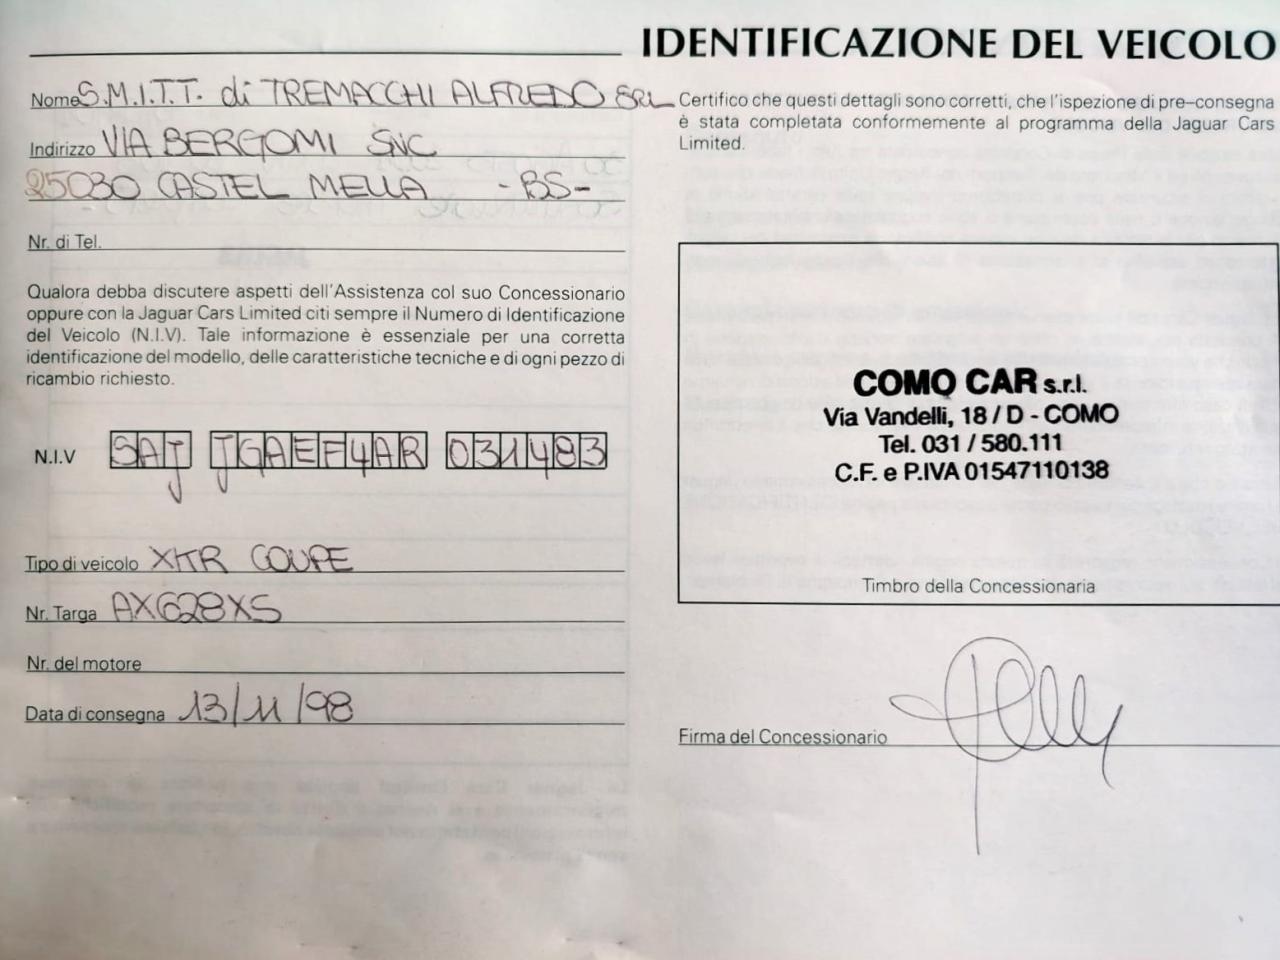 IDENTIFICAZIONE DEL VEICOLO
Nome S.M.I.T.T. di TREMACCHI ALFREDO SRL
Indirizzo VIA BERGOMI SNC
25030 CASTEL MELLA -BS-
Nr. di Tel.
Qualora debba discutere aspetti dell'Assistenza col suo Concessionario
oppure con la Jaguar Cars Limited citi sempre il Numero di Identificazione
del Veicolo (N.I.V). Tale informazione è essenziale per una corretta
identificazione del modello, delle caratteristiche tecniche e di ogni pezzo di
ricambio richiesto.
N.I.V SAJ JGAEF4AR 031483
Tipo di veicolo XKR COUPE
Nr. Targa AX628XS
Nr. del motore
Data di consegna 13/11/98
Certifico che questi dettagli sono corretti, che l'ispezione di pre-consegna
è stata completata conformemente al programma della Jaguar Cars
Limited.
COMO CAR s.r.l.
Via Vandelli, 18 / D - COMO
Tel. 031 / 580.111
C.F. e P.IVA 01547110138
Timbro della Concessionaria
Firma del Concessionario